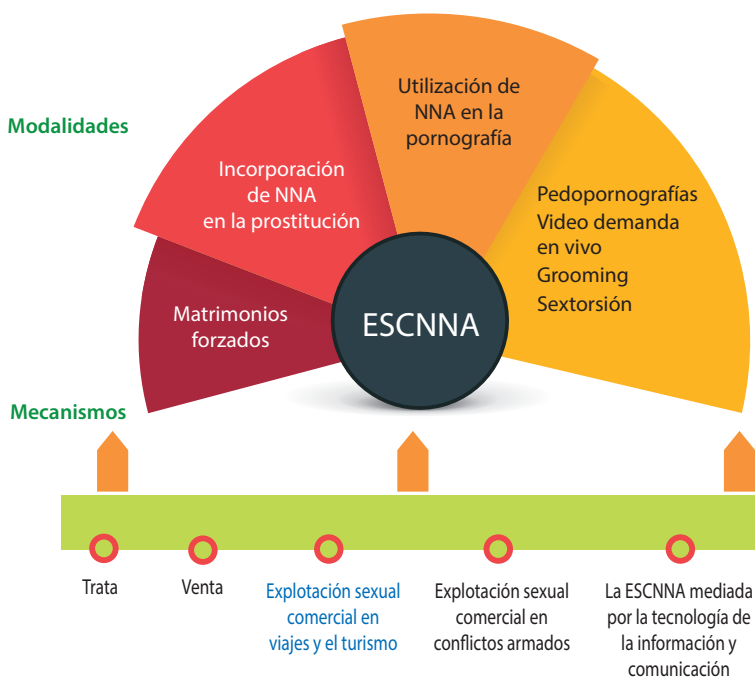 Modalidades
Utilización de
NNA en la
pornografía
Incorporación
de NNA
en la prostitución
Pedopornografías
Video demanda
en vivo
Grooming
Sextorsión
Matrimonios
forzados
ESCNNA
Mecanismos
Trata
Venta
Explotación sexual
comercial en
viajes y el turismo
Explotación sexual
comercial en
conflictos armados
La ESCNNA mediada
por la tecnología de
la información y
comunicación